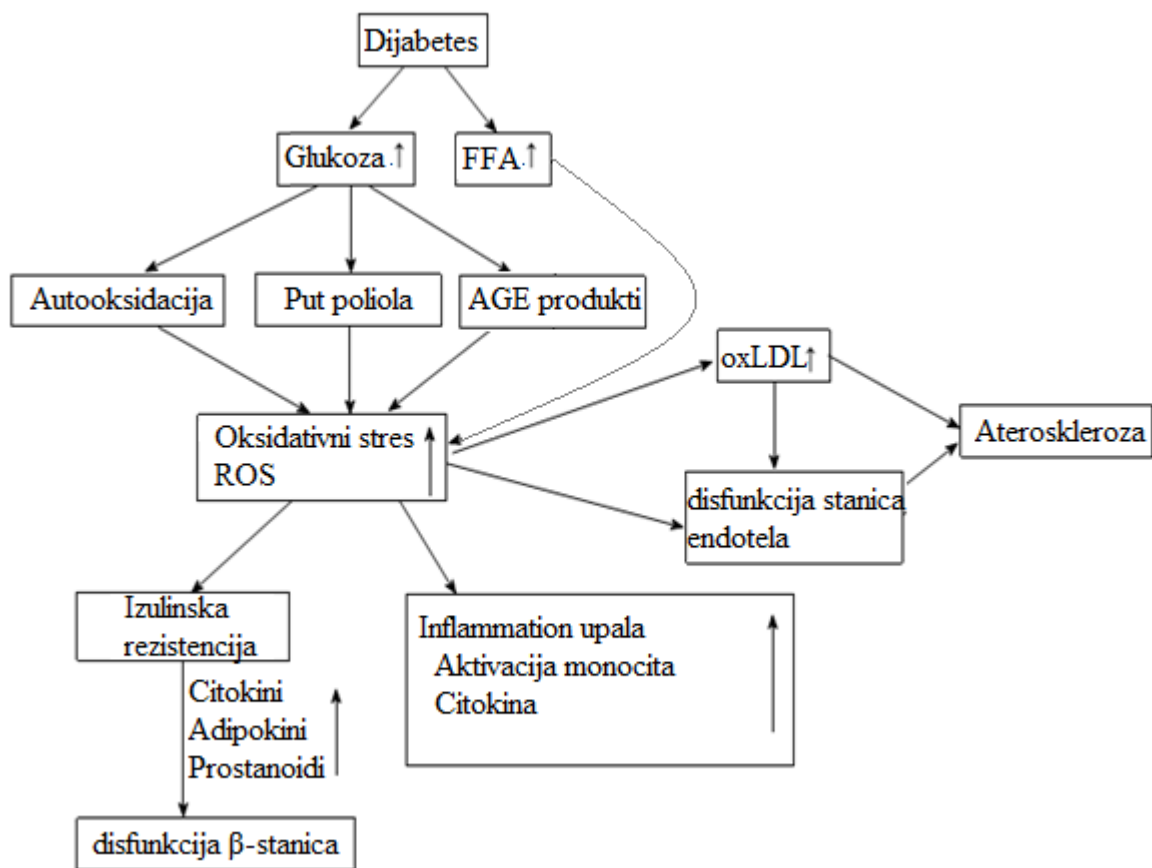 Dijabetes
Glukoza ↑
FFA ↑
Autooksidacija
Put poliola
AGE produkti
oxLDL↑
Ateroskleroza
Oksidativni stres
ROS
disfunkcija stanica
endotela
Izulinska
rezistencija
Inflammation upala
Aktivacija monocita
Citokina
Citokini
Adipokini
Prostanoidi
disfunkcija β-stanica